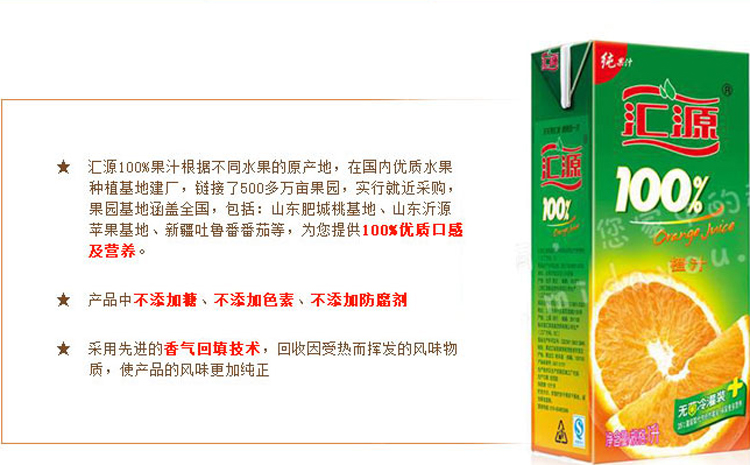 ★ 汇源100%果汁根据不同水果的原产地，在国内优质水果
种植基地建厂，链接了500多万亩果园，实行就近采购，
果园基地涵盖全国，包括：山东肥城桃基地、山东沂源
苹果基地、新疆吐鲁番番茄等，为您提供100%优质口感
及营养。
★ 产品中不添加糖、不添加色素、不添加防腐剂
★ 采用先进的香气回填技术，回收因受热而挥发的风味物
质，使产品的风味更加纯正
纯果汁
汇源
汇源®
100%
Orange Juice
橙汁
100%
Orange Juice
无菌冷灌装
净含量